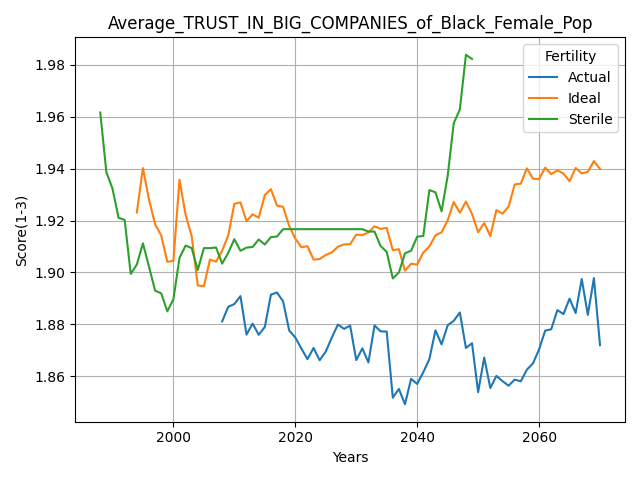 Average_TRUST_IN_BIG_COMPANIES_of_Black_Female_Pop
Score(1-3)
1.98
1.96
1.94
1.92
1.90
1.88
1.86
Fertility
Actual
Ideal
Sterile
2000
2020
2040
2060
Years